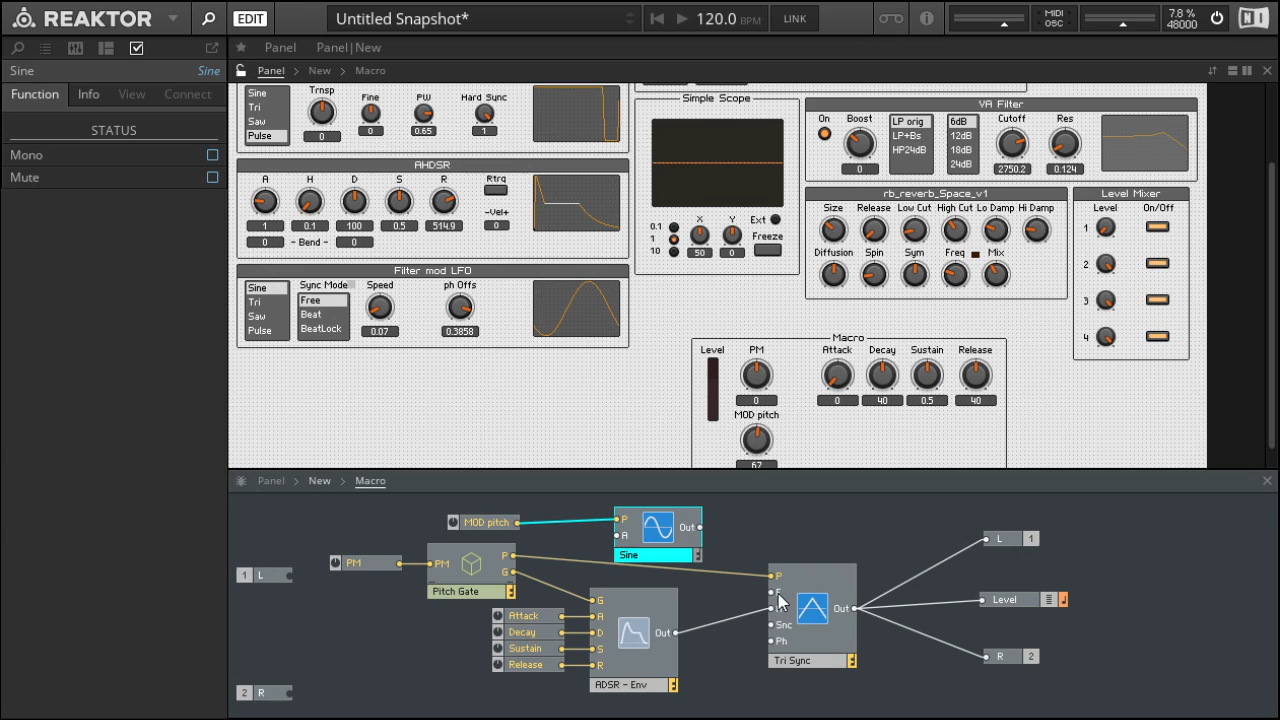 REAKTOR EDIT Untitled Snapshot* 120.0 BPM LINK MIDI OSC 7.8 % 48000
Panel Panel|New
Sine Sine
Panel New Macro
Function Info View Connect
STATUS
Mono
Mute
Sine
Tri
Saw
Pulse
Trnsp Fine PW Hard Sync
0 0 0.65 1
AHDSR
A H D S R Rtrg
1 0.1 100 0.5 514.9
-Vel+
0
0 - Bend - 0
Filter mod LFO
Sine
Tri
Saw
Pulse
Sync Mode Speed ph Offs
Free
Beat
BeatLock
0.07 0.3858
Simple Scope
0.1
1
10
X Y Ext
Freeze
50 0
VA Filter
On Boost
LP orig
LP+Bs
HP24dB
6dB
12dB
18dB
24dB
Cutoff Res
0 2750.2 0.124
rb_reverb_Space_v1
Size Release Low Cut High Cut Lo Damp Hi Damp
Diffusion Spin Sym Freq Mix
Level Mixer
Level On/Off
1
2
3
4
Macro
Level PM Attack Decay Sustain Release
0 0 40 0.5 40
MOD pitch
67
Panel New Macro
MOD pitch P Out
A
Sine
PM PM P
G
Pitch Gate
1 L
2 R
Attack
Decay
Sustain
Release
G
A
D
S
R
Out
ADSR - Env
P
F
Snc
Ph
Out
Tri Sync
L 1
Level
R 2